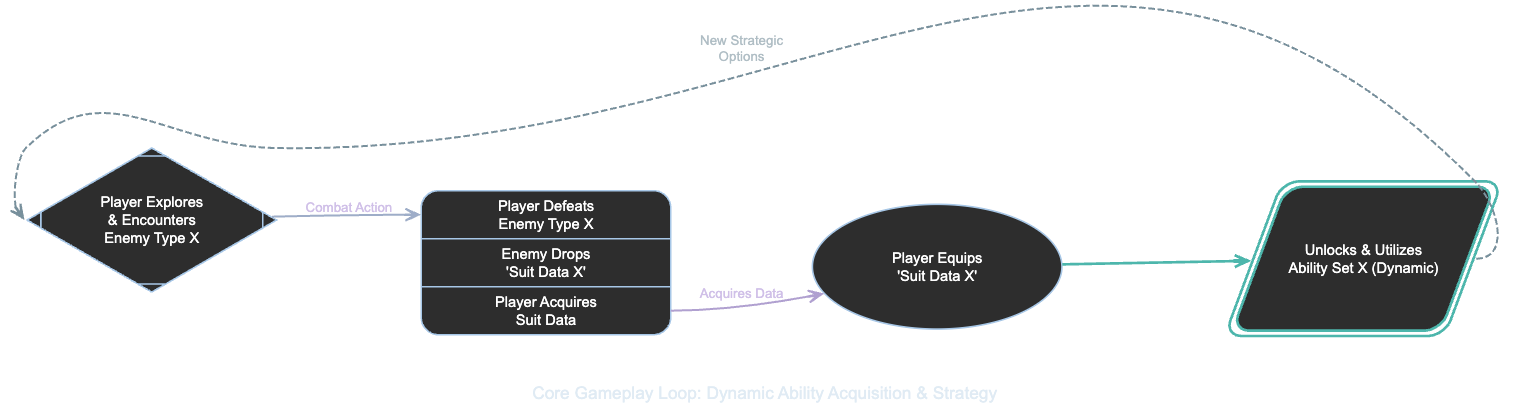 New Strategic
Options
Player Explores
& Encounters
Enemy Type X
Combat Action
Player Defeats
Enemy Type X
Enemy Drops
'Suit Data X'
Player Acquires
Suit Data
Acquires Data
Player Equips
'Suit Data X'
Unlocks & Utilizes
Ability Set X (Dynamic)
Core Gameplay Loop: Dynamic Ability Acquisition & Strategy